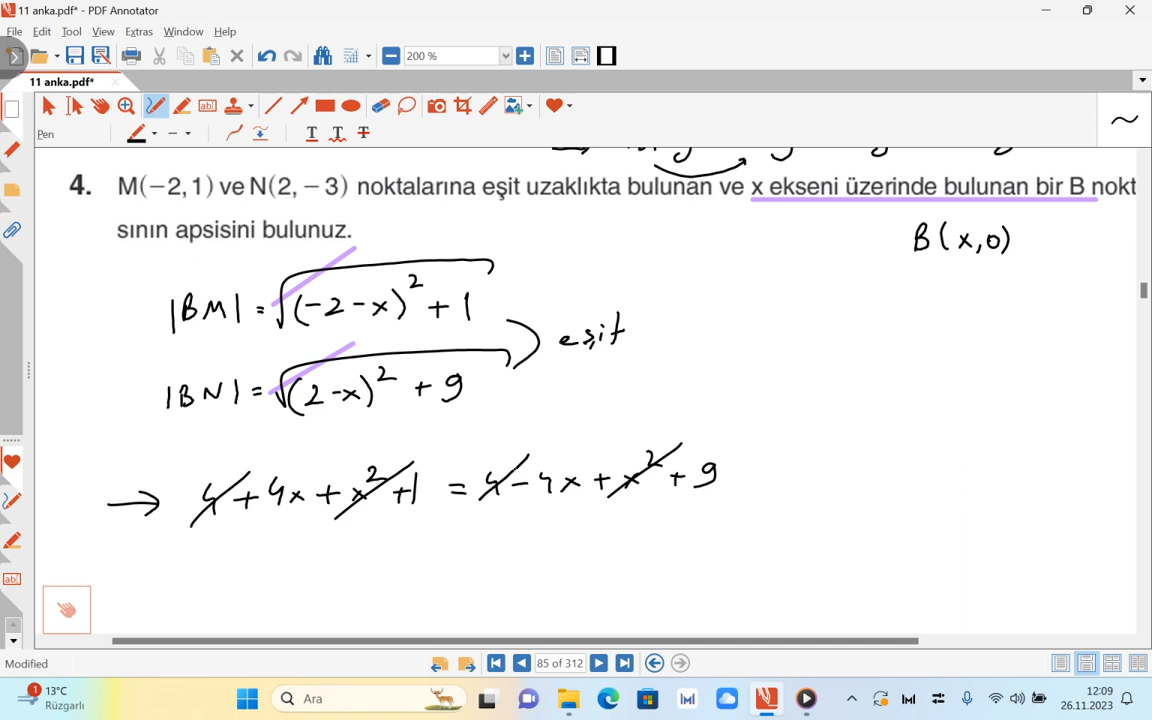 11 anka.pdf* - PDF Annotator
File Edit Tool View Extras Window Help
200 %
11 anka.pdf*
Pen
4. M(−2, 1) ve N(2, − 3) noktalarına eşit uzaklıkta bulunan ve x ekseni üzerinde bulunan bir B nokt
sının apsisini bulunuz.
B(x,0)
|BM| = √(-2-x)² + 1
eşit
|BN| = √(2-x)² + 9
→ 4 + 4x + x² + 1 = 4 - 4x + x² + 9
85 of 312
Modified
1
13°C
Rüzgarlı
Ara
12:09
26.11.2023